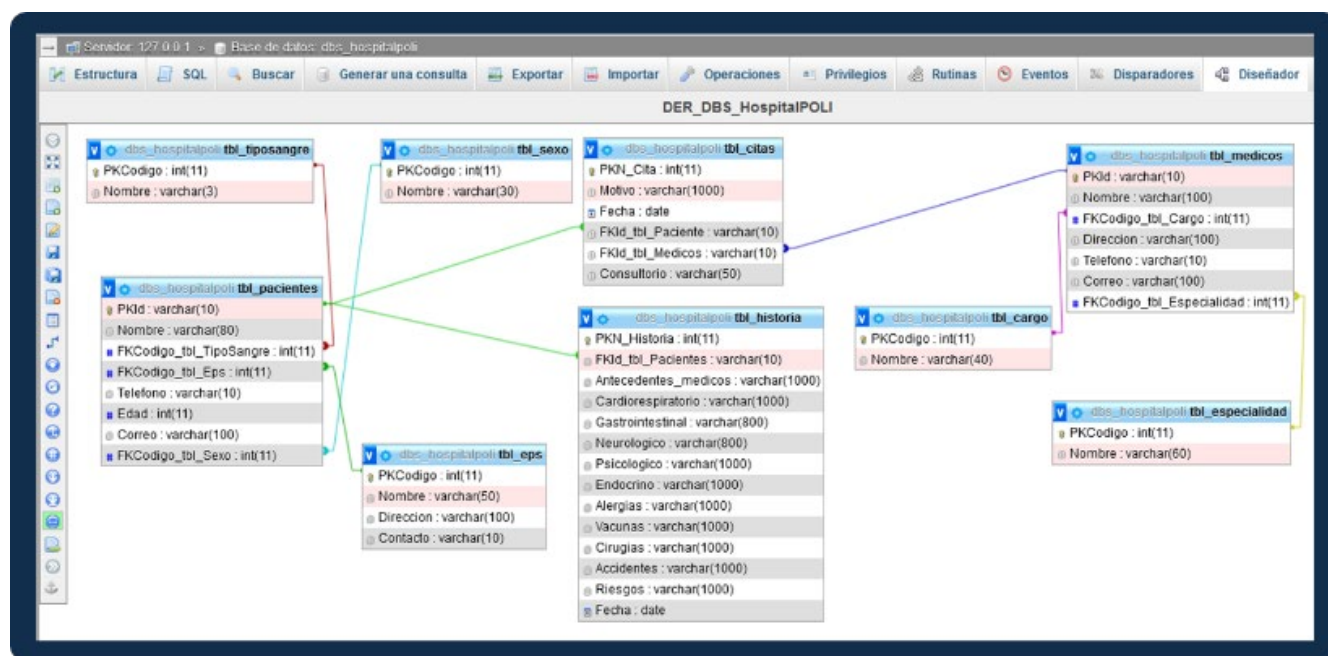 Servidor: 127.0.0.1 » Base de datos: dbs_hospitalpoli
Estructura SQL Buscar Generar una consulta Exportar Importar Operaciones Privilegios Rutinas Eventos Disparadores Diseñador
DER_DBS_HospitalPOLI
v dbs_hospitalpoli tbl_tiposangre
PKCodigo : int(11)
Nombre : varchar(3)
v dbs_hospitalpoli tbl_sexo
PKCodigo : int(11)
Nombre : varchar(30)
v dbs_hospitalpoli tbl_citas
PKN_Cita : int(11)
Motivo : varchar(1000)
Fecha : date
FKId_tbl_Paciente : varchar(10)
FKId_tbl_Medicos : varchar(10)
Consultorio : varchar(50)
v dbs_hospitalpoli tbl_medicos
PKId : varchar(10)
Nombre : varchar(100)
FKCodigo_tbl_Cargo : int(11)
Direccion : varchar(100)
Telefono : varchar(10)
Correo : varchar(100)
FKCodigo_tbl_Especialidad : int(11)
v dbs_hospitalpoli tbl_pacientes
PKId : varchar(10)
Nombre : varchar(80)
FKCodigo_tbl_TipoSangre : int(11)
FKCodigo_tbl_Eps : int(11)
Telefono : varchar(10)
Edad : int(11)
Correo : varchar(100)
FKCodigo_tbl_Sexo : int(11)
v dbs_hospitalpoli tbl_historia
PKN_Historia : int(11)
FKId_tbl_Pacientes : varchar(10)
Antecedentes_medicos : varchar(1000)
Cardiorespiratorio : varchar(1000)
Gastrointestinal : varchar(800)
Neurologico : varchar(800)
Psicologico : varchar(1000)
Endocrino : varchar(1000)
Alergias : varchar(1000)
Vacunas : varchar(1000)
Cirugias : varchar(1000)
Accidentes : varchar(1000)
Riesgos : varchar(1000)
Fecha : date
v dbs_hospitalpoli tbl_cargo
PKCodigo : int(11)
Nombre : varchar(40)
v dbs_hospitalpoli tbl_especialidad
PKCodigo : int(11)
Nombre : varchar(60)
v dbs_hospitalpoli tbl_eps
PKCodigo : int(11)
Nombre : varchar(50)
Direccion : varchar(100)
Contacto : varchar(10)